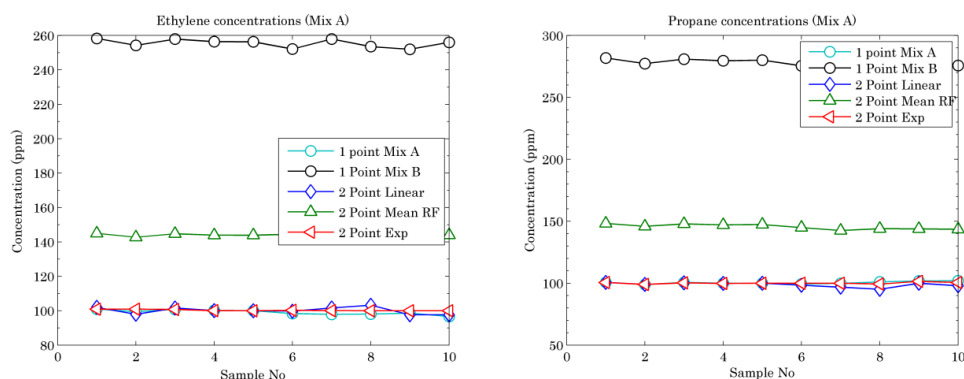 Ethylene concentrations (Mix A)
260
240
220
200
180
160
140
120
100
80
Concentration (ppm)
1 point Mix A
1 Point Mix B
2 Point Linear
2 Point Mean RF
2 Point Exp
0
2
4
6
8
10
Sample No
Propane concentrations (Mix A)
300
250
200
150
100
50
Concentration (ppm)
1 point Mix A
1 Point Mix B
2 Point Linear
2 Point Mean RF
2 Point Exp
0
2
4
6
8
10
Sample No